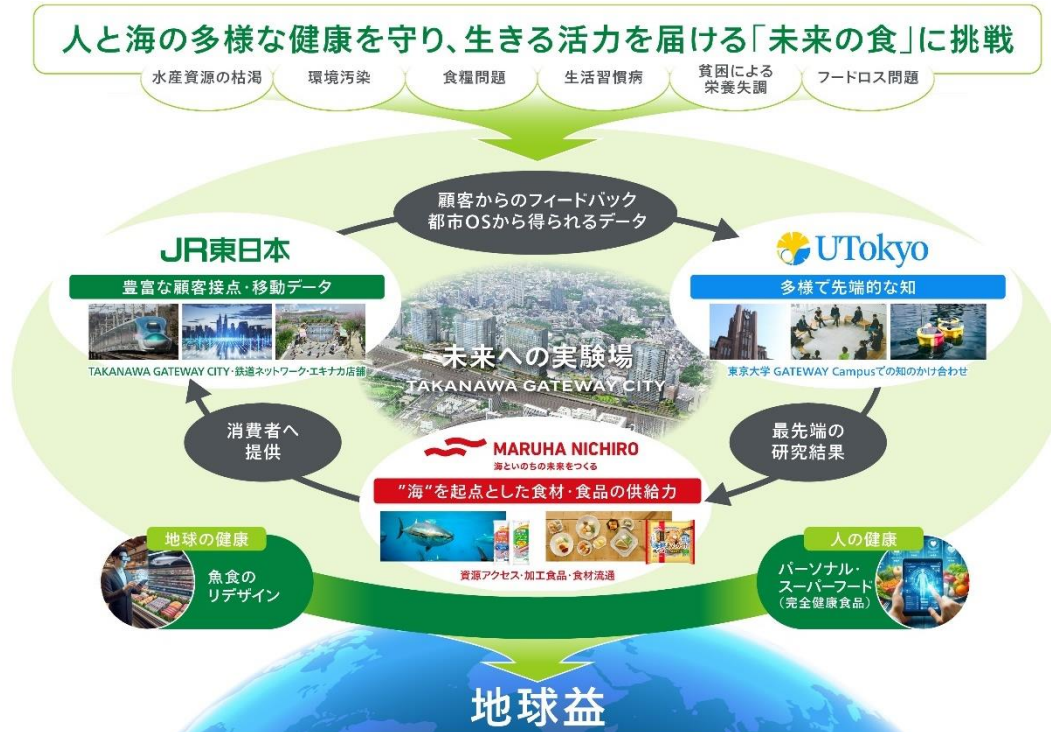 人と海の多様な健康を守り、生きる活力を届ける「未来の食」に挑戦
水産資源の枯渇
環境汚染
食糧問題
生活習慣病
貧困による
栄養失調
フードロス問題
顧客からのフィードバック
都市OSから得られるデータ
JR東日本
豊富な顧客接点・移動データ
TAKANAWA GATEWAY CITY・鉄道ネットワーク・エキナカ店舗
UTokyo
多様で先端的な知
東京大学 GATEWAY Campusでの知のかけ合わせ
未来への実験場
TAKANAWA GATEWAY CITY
消費者へ
提供
最先端の
研究結果
MARUHA NICHIRO
海といのちの未来をつくる
"海"を起点とした食材・食品の供給力
資源アクセス・加工食品・食材流通
地球の健康
魚食の
リデザイン
人の健康
パーソナル・
スーパーフード
（完全健康食品）
地球益